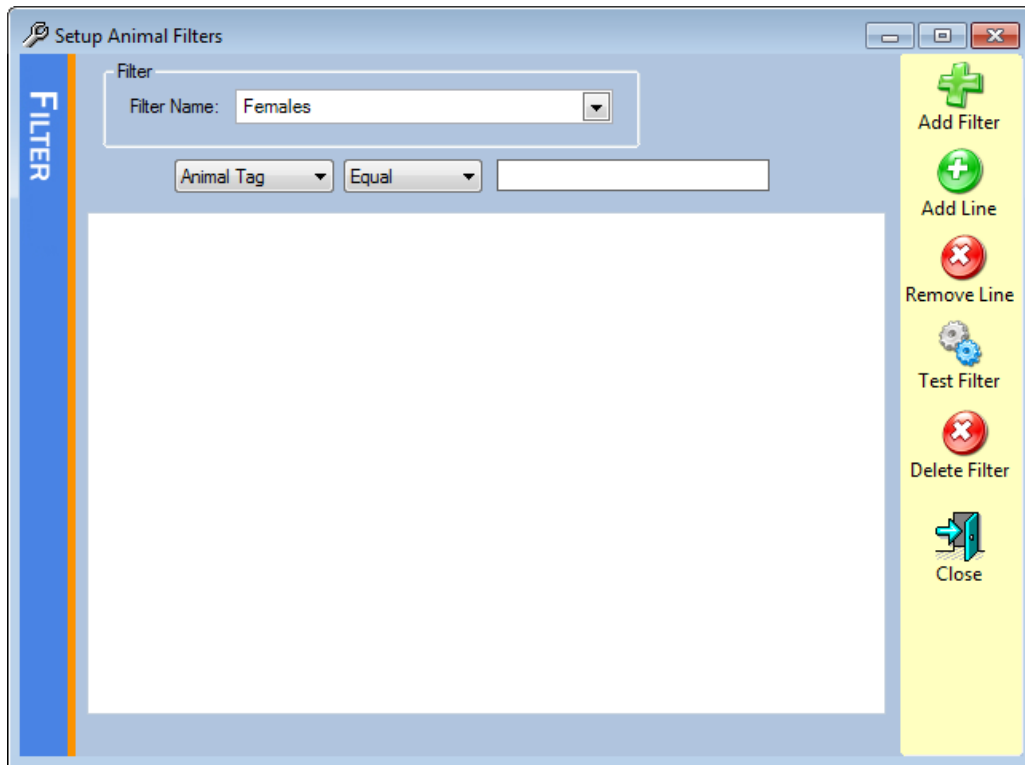 Setup Animal Filters
FILTER
Filter
Filter Name: Females
Animal Tag Equal
Add Filter
Add Line
Remove Line
Test Filter
Delete Filter
Close